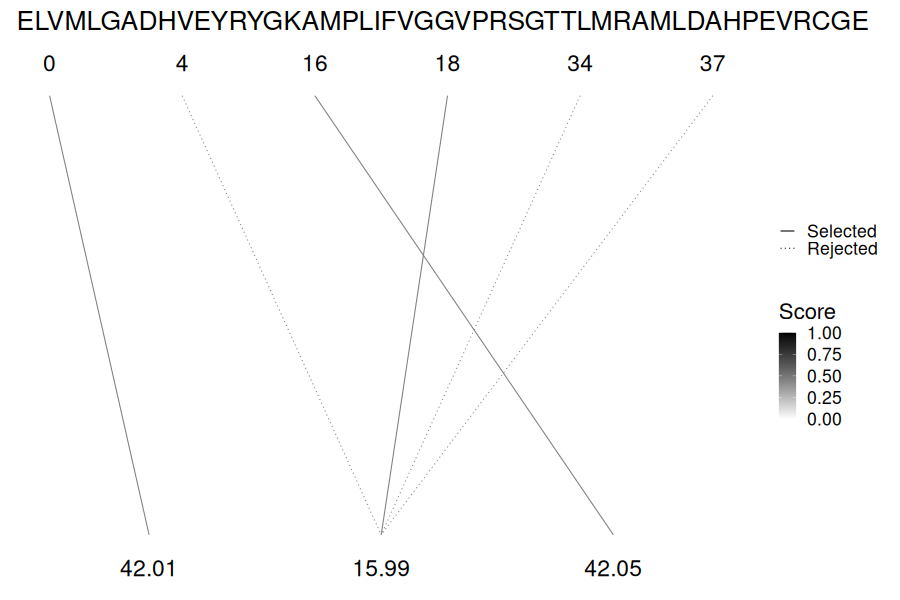 ELVMLGADHVEYRYGKAMPLIFVGGVPRSGTTLMRAMLDAHPEVRCGE
0 4 16 18 34 37
Selected
Rejected
Score
1.00
0.75
0.50
0.25
0.00
42.01 15.99 42.05